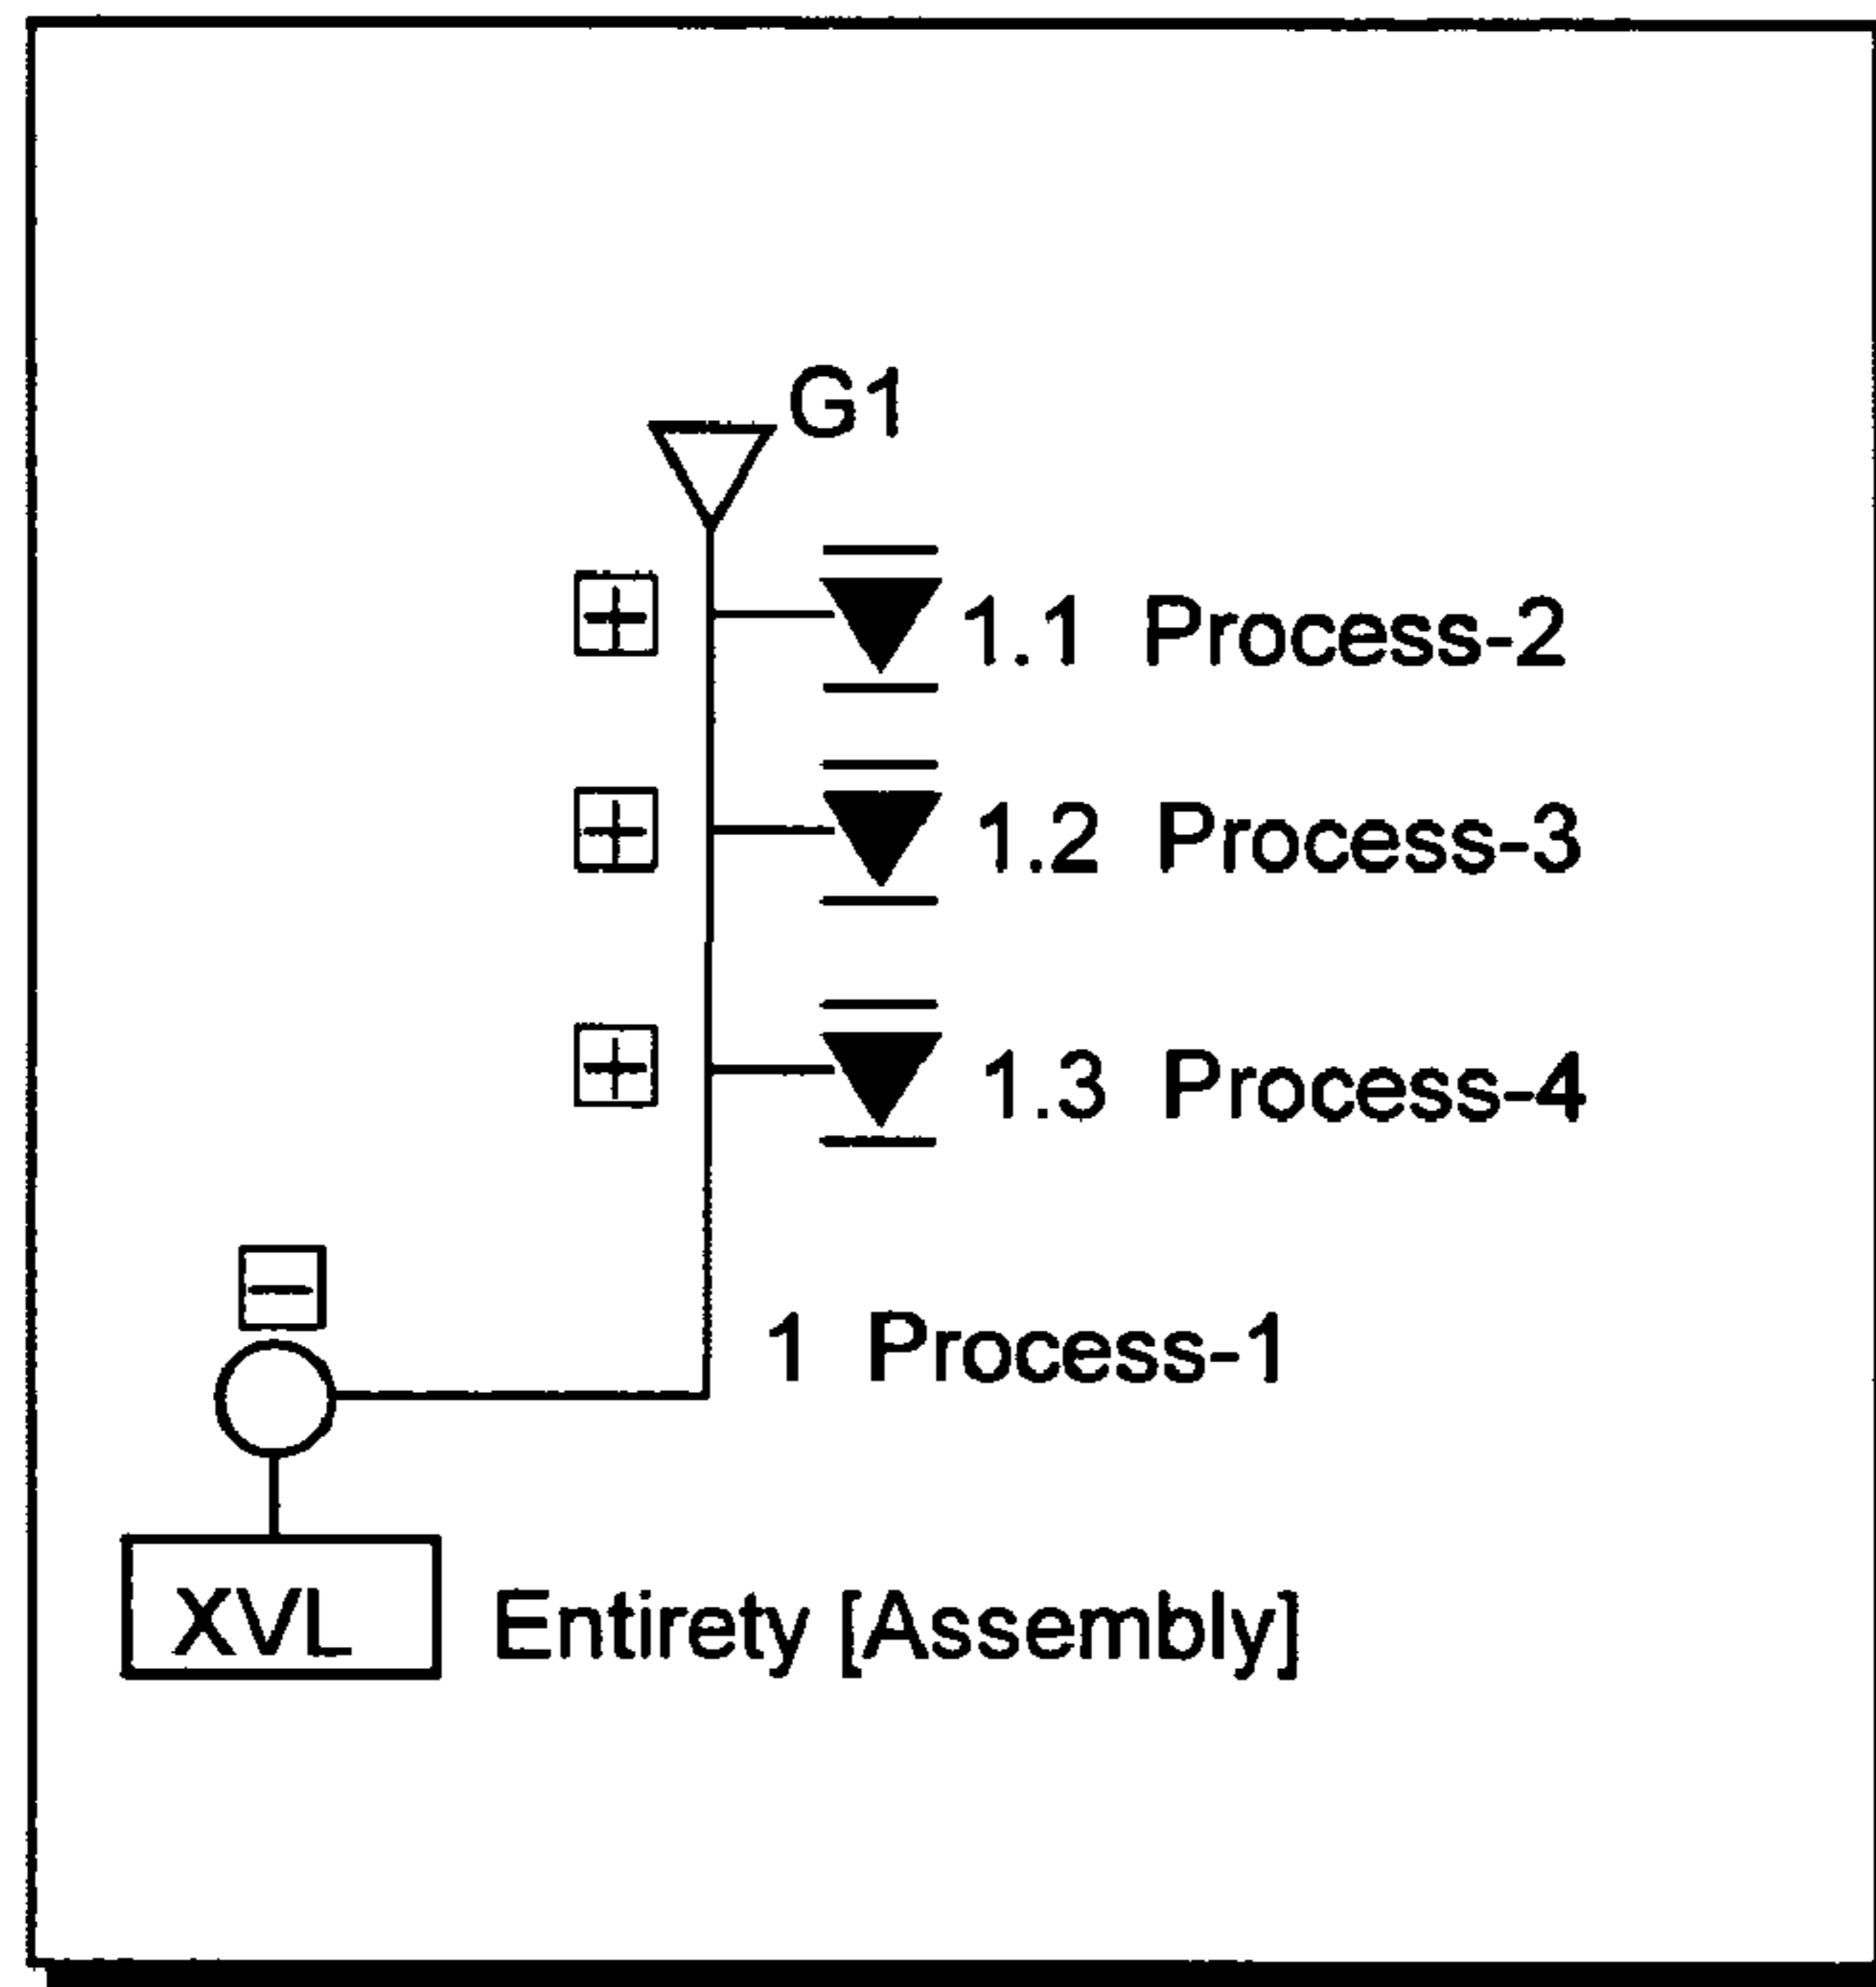 G1
1.1 Process-2
1.2 Process-3
1.3 Process-4
1 Process-1
XVL Entirety [Assembly]